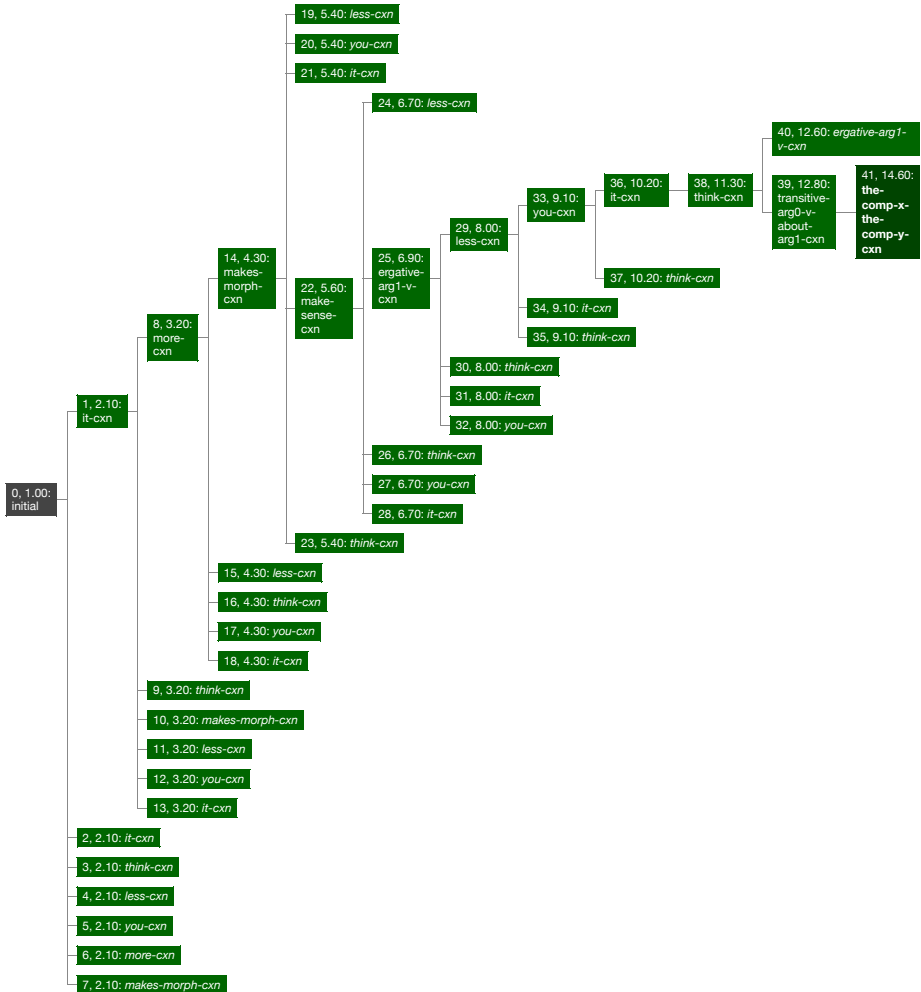 19, 5.40: less-cxn
20, 5.40: you-cxn
21, 5.40: it-cxn
24, 6.70: less-cxn
40, 12.60: ergative-arg1-
v-cxn
41, 14.60:
the-
comp-x-
the-
comp-y-
cxn
36, 10.20:
it-cxn
38, 11.30:
think-cxn
39, 12.80:
transitive-
arg0-v-
about-
arg1-cxn
33, 9.10:
you-cxn
29, 8.00:
less-cxn
14, 4.30:
makes-
morph-
cxn
25, 6.90:
ergative-
arg1-v-
cxn
37, 10.20: think-cxn
22, 5.60:
make-
sense-
cxn
34, 9.10: it-cxn
8, 3.20:
more-
cxn
35, 9.10: think-cxn
30, 8.00: think-cxn
31, 8.00: it-cxn
1, 2.10:
it-cxn
32, 8.00: you-cxn
26, 6.70: think-cxn
27, 6.70: you-cxn
0, 1.00:
initial
28, 6.70: it-cxn
23, 5.40: think-cxn
15, 4.30: less-cxn
16, 4.30: think-cxn
17, 4.30: you-cxn
18, 4.30: it-cxn
9, 3.20: think-cxn
10, 3.20: makes-morph-cxn
11, 3.20: less-cxn
12, 3.20: you-cxn
13, 3.20: it-cxn
2, 2.10: it-cxn
3, 2.10: think-cxn
4, 2.10: less-cxn
5, 2.10: you-cxn
6, 2.10: more-cxn
7, 2.10: makes-morph-cxn